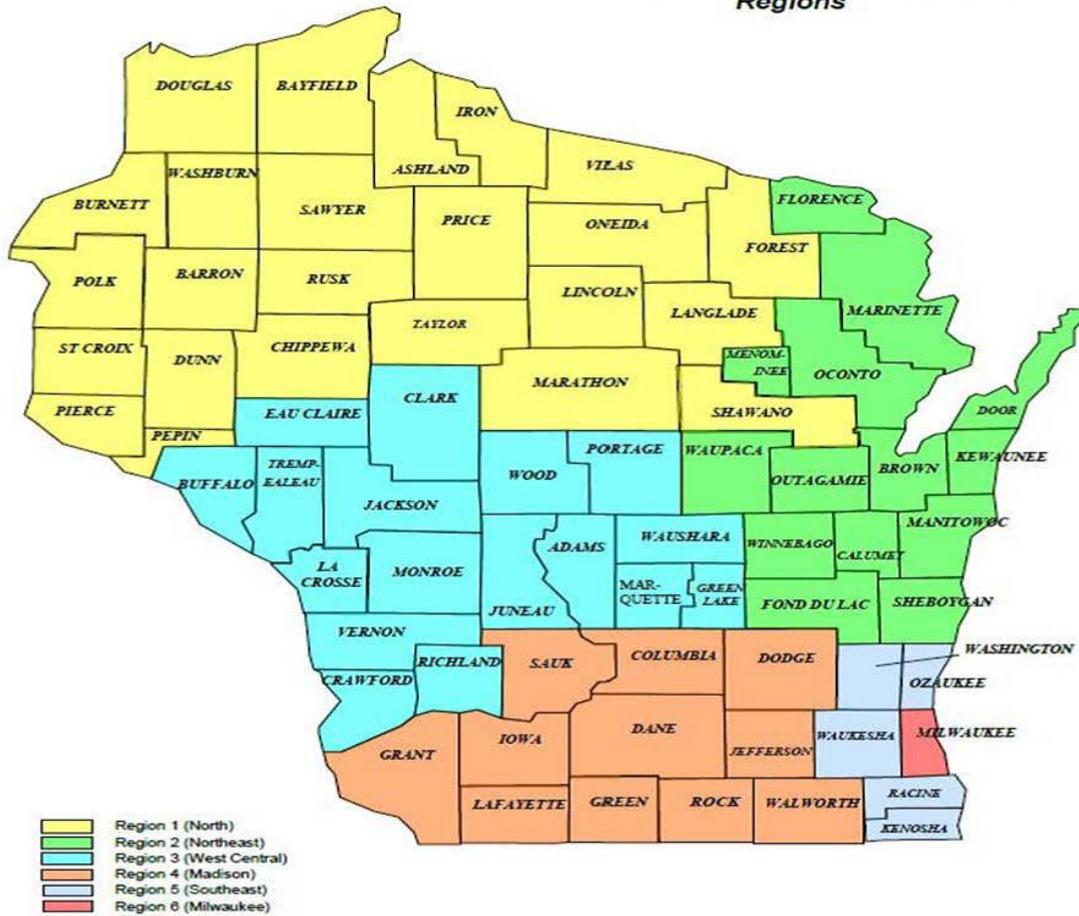 Regions
DOUGLAS
BAYFIELD
IRON
ASHLAND
VILAS
WASHBURN
BURNETT
SAWYER
PRICE
ONEIDA
FLORENCE
FOREST
POLK
BARRON
RUSK
LINCOLN
LANGLADE
MARINETTE
TAYLOR
ST CROIX
DUNN
CHIPPEWA
MENOM-
INEE
OCONTO
MARATHON
CLARK
PIERCE
EAU CLAIRE
SHAWANO
DOOR
PEPIN
WAUPACA
PORTAGE
WOOD
BROWN
KEWAUNEE
BUFFALO
TREMP-
EALEAU
OUTAGAMIE
JACKSON
MANITOWOC
WAUSHARA
WINNEBAGO
ADAMS
CALUMET
LA
CROSSE
MONROE
MAR-
QUETTE
GREEN
LAKE
JUNEAU
FOND DU LAC
SHEBOYGAN
VERNON
WASHINGTON
RICHLAND
SAUK
COLUMBIA
DODGE
CRAWFORD
OZAUKEE
DANE
IOWA
WAUKESHA
MILWAUKEE
GRANT
JEFFERSON
RACINE
LAFAYETTE
GREEN
ROCK
WALWORTH
KENOSHA
Region 1 (North)
Region 2 (Northeast)
Region 3 (West Central)
Region 4 (Madison)
Region 5 (Southeast)
Region 6 (Milwaukee)